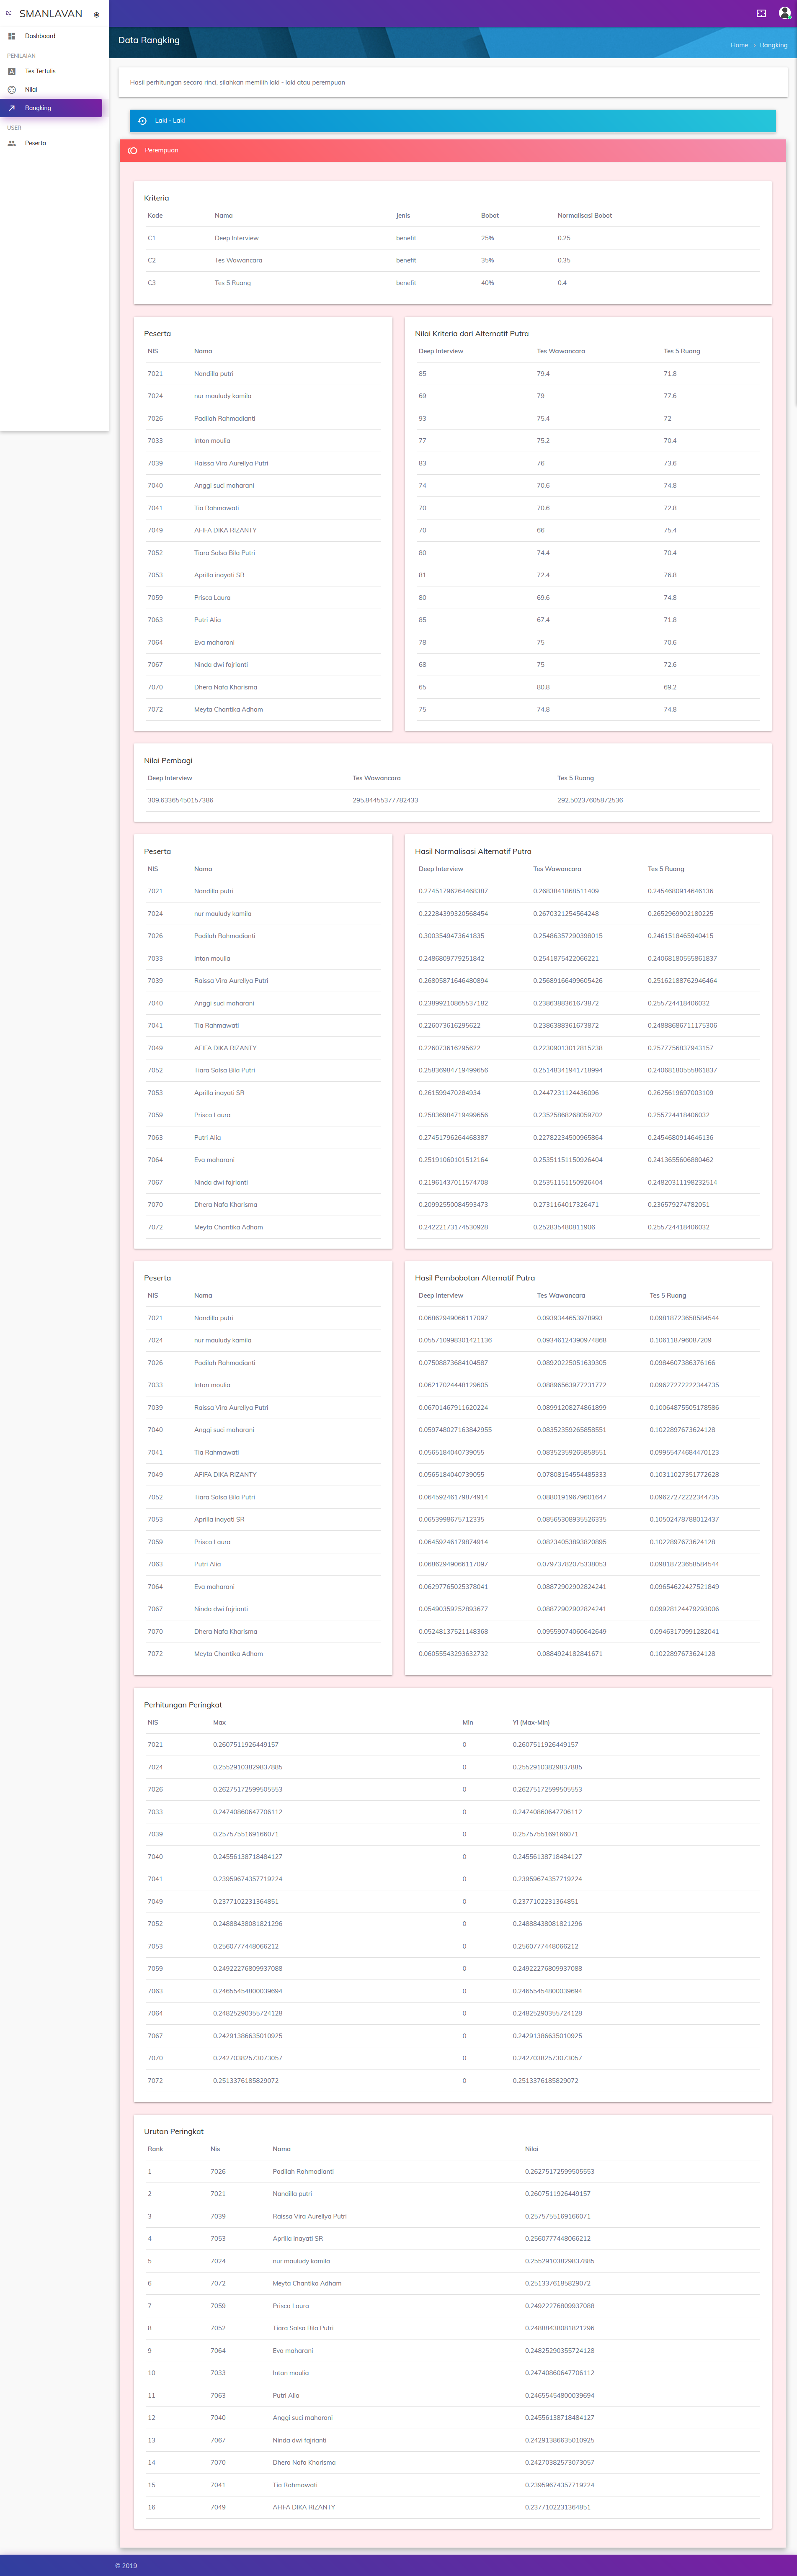 SMANLAVAN
Dashboard
PENILAIAN
Tes Tertulis
Nilai
Rangking
USER
Peserta
Data Rangking
Home > Rangking
Hasil perhitungan secara rinci, silahkan memilih laki - laki atau perempuan
Laki - Laki
Perempuan
Kriteria
Kode Nama Jenis Bobot Normalisasi Bobot
C1 Deep Interview benefit 25% 0.25
C2 Tes Wawancara benefit 35% 0.35
C3 Tes 5 Ruang benefit 40% 0.4
Peserta
NIS Nama
7021 Nandilla putri
7024 nur mauludy kamila
7026 Padilah Rahmadianti
7033 Intan moulia
7039 Raissa Vira Aurellya Putri
7040 Anggi suci maharani
7041 Tia Rahmawati
7049 AFIFA DIKA RIZANTY
7052 Tiara Salsa Bila Putri
7053 Aprilla inayati SR
7059 Prisca Laura
7063 Putri Alia
7064 Eva maharani
7067 Ninda dwi fajrianti
7070 Dhera Nafa Kharisma
7072 Meyta Chantika Adham
Nilai Kriteria dari Alternatif Putra
Deep Interview Tes Wawancara Tes 5 Ruang
85 79.4 71.8
69 79 77.6
93 75.4 72
77 75.2 70.4
83 76 73.6
74 70.6 74.8
70 70.6 72.8
70 66 75.4
80 74.4 70.4
81 72.4 76.8
80 69.6 74.8
85 67.4 71.8
78 75 70.6
68 75 72.6
65 80.8 69.2
75 74.8 74.8
Nilai Pembagi
Deep Interview Tes Wawancara Tes 5 Ruang
309.63365450157386 295.84455377782433 292.50237605872536
Peserta
NIS Nama
7021 Nandilla putri
7024 nur mauludy kamila
7026 Padilah Rahmadianti
7033 Intan moulia
7039 Raissa Vira Aurellya Putri
7040 Anggi suci maharani
7041 Tia Rahmawati
7049 AFIFA DIKA RIZANTY
7052 Tiara Salsa Bila Putri
7053 Aprilla inayati SR
7059 Prisca Laura
7063 Putri Alia
7064 Eva maharani
7067 Ninda dwi fajrianti
7070 Dhera Nafa Kharisma
7072 Meyta Chantika Adham
Hasil Normalisasi Alternatif Putra
Deep Interview Tes Wawancara Tes 5 Ruang
0.27451796264468387 0.2683841868511409 0.2454680914646136
0.22284399320568454 0.2670321254564248 0.2652969902180225
0.3003549473641835 0.25486357290398015 0.2461518465940415
0.2486809779251842 0.2541875422066221 0.24068180555861837
0.26805871646480894 0.25689166499605426 0.25162188762946464
0.23899210865537182 0.2386388361673872 0.255724418406032
0.226073616295622 0.2386388361673872 0.24888686711175306
0.226073616295622 0.22309013012815238 0.2577756837943157
0.25836984719499656 0.25148341941718994 0.24068180555861837
0.261599470284934 0.2447231124436096 0.2625619697003109
0.25836984719499656 0.23525868268059702 0.255724418406032
0.27451796264468387 0.22782234500965864 0.2454680914646136
0.25191060101512164 0.25351151150926404 0.2413655606880462
0.21961437011574708 0.25351151150926404 0.24820311198232514
0.20992550084593473 0.2731164017326471 0.236579274782051
0.24222173174530928 0.252835480811906 0.255724418406032
Peserta
NIS Nama
7021 Nandilla putri
7024 nur mauludy kamila
7026 Padilah Rahmadianti
7033 Intan moulia
7039 Raissa Vira Aurellya Putri
7040 Anggi suci maharani
7041 Tia Rahmawati
7049 AFIFA DIKA RIZANTY
7052 Tiara Salsa Bila Putri
7053 Aprilla inayati SR
7059 Prisca Laura
7063 Putri Alia
7064 Eva maharani
7067 Ninda dwi fajrianti
7070 Dhera Nafa Kharisma
7072 Meyta Chantika Adham
Hasil Pembobotan Alternatif Putra
Deep Interview Tes Wawancara Tes 5 Ruang
0.06862949066117097 0.0939344653978993 0.09818723658584544
0.055710998301421136 0.09346124390974868 0.106118796087209
0.07508873684104587 0.08920225051639305 0.0984607386376166
0.06217024448129605 0.08896563977231772 0.09627272222344735
0.06701467911620224 0.08991208274861899 0.10064875505178586
0.059748027163842955 0.08352359265858551 0.1022897673624128
0.0565184040739055 0.08352359265858551 0.09955474684470123
0.0565184040739055 0.07808154554485333 0.10311027351772628
0.06459246179874914 0.08801919679601647 0.09627272222344735
0.0653998675712335 0.08565308935526335 0.10502478788012437
0.06459246179874914 0.08234053893820895 0.1022897673624128
0.06862949066117097 0.07973782075338053 0.09818723658584544
0.06297765025378041 0.08872902902824241 0.09654622427521849
0.05490359252893677 0.08872902902824241 0.09928124479293006
0.05248137521148368 0.09559074060642649 0.09463170991282041
0.06055543293632732 0.0884924182841671 0.1022897673624128
Perhitungan Peringkat
NIS Max Min Yi (Max-Min)
7021 0.2607511926449157 0 0.2607511926449157
7024 0.25529103829837885 0 0.25529103829837885
7026 0.26275172599505553 0 0.26275172599505553
7033 0.24740860647706112 0 0.24740860647706112
7039 0.2575755169166071 0 0.2575755169166071
7040 0.24556138718484127 0 0.24556138718484127
7041 0.23959674357719224 0 0.23959674357719224
7049 0.2377102231364851 0 0.2377102231364851
7052 0.24888438081821296 0 0.24888438081821296
7053 0.2560777448066212 0 0.2560777448066212
7059 0.24922276809937088 0 0.24922276809937088
7063 0.24655454800039694 0 0.24655454800039694
7064 0.24825290355724128 0 0.24825290355724128
7067 0.24291386635010925 0 0.24291386635010925
7070 0.24270382573073057 0 0.24270382573073057
7072 0.2513376185829072 0 0.2513376185829072
Urutan Peringkat
Rank Nis Nama Nilai
1 7026 Padilah Rahmadianti 0.26275172599505553
2 7021 Nandilla putri 0.2607511926449157
3 7039 Raissa Vira Aurellya Putri 0.2575755169166071
4 7053 Aprilla inayati SR 0.2560777448066212
5 7024 nur mauludy kamila 0.25529103829837885
6 7072 Meyta Chantika Adham 0.2513376185829072
7 7059 Prisca Laura 0.24922276809937088
8 7052 Tiara Salsa Bila Putri 0.24888438081821296
9 7064 Eva maharani 0.24825290355724128
10 7033 Intan moulia 0.24740860647706112
11 7063 Putri Alia 0.24655454800039694
12 7040 Anggi suci maharani 0.24556138718484127
13 7067 Ninda dwi fajrianti 0.24291386635010925
14 7070 Dhera Nafa Kharisma 0.24270382573073057
15 7041 Tia Rahmawati 0.23959674357719224
16 7049 AFIFA DIKA RIZANTY 0.2377102231364851
© 2019